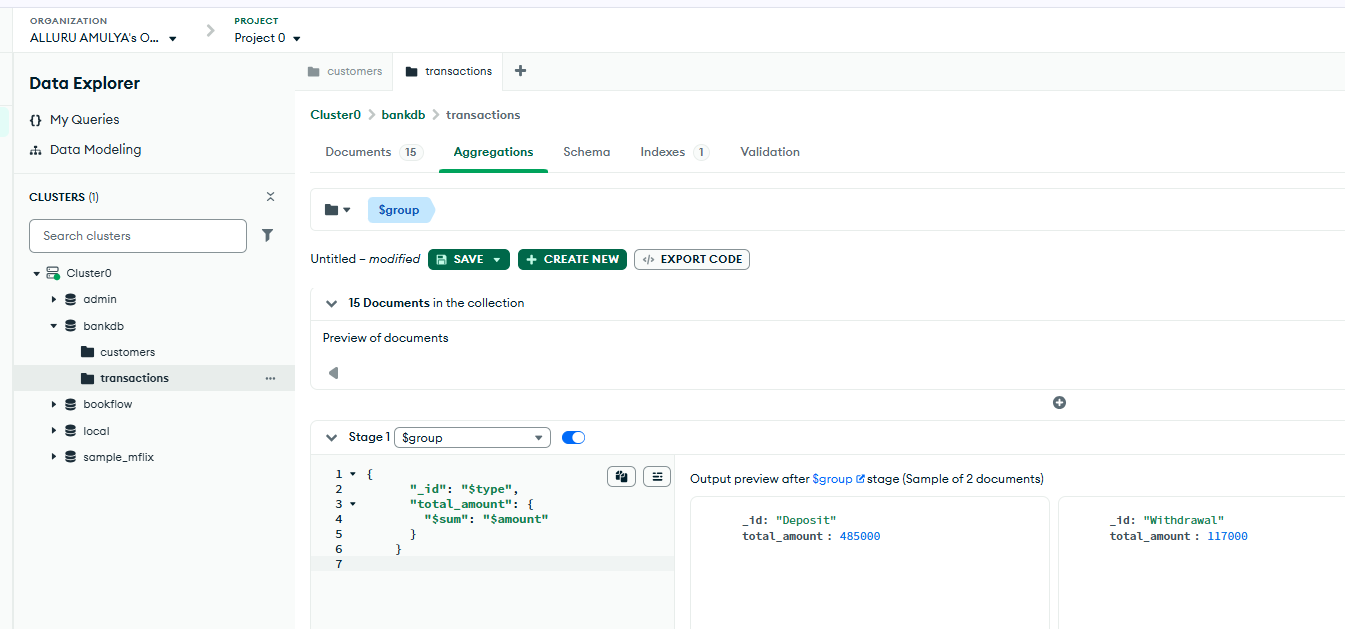 ORGANIZATION
ALLURU AMULYA's O...
PROJECT
Project 0
Data Explorer
My Queries
Data Modeling
CLUSTERS (1)
Search clusters
Cluster0
admin
bankdb
customers
transactions
bookflow
local
sample_mflix
customers
transactions
Cluster0 > bankdb > transactions
Documents 15 Aggregations Schema Indexes 1 Validation
$group
Untitled – modified SAVE CREATE NEW EXPORT CODE
15 Documents in the collection
Preview of documents
Stage 1 $group
1 {
2 "_id": "$type",
3 "total_amount": {
4 "$sum": "$amount"
5 }
6 }
7
Output preview after $group stage (Sample of 2 documents)
_id: "Deposit"
total_amount : 485000
_id: "Withdrawal"
total_amount : 117000